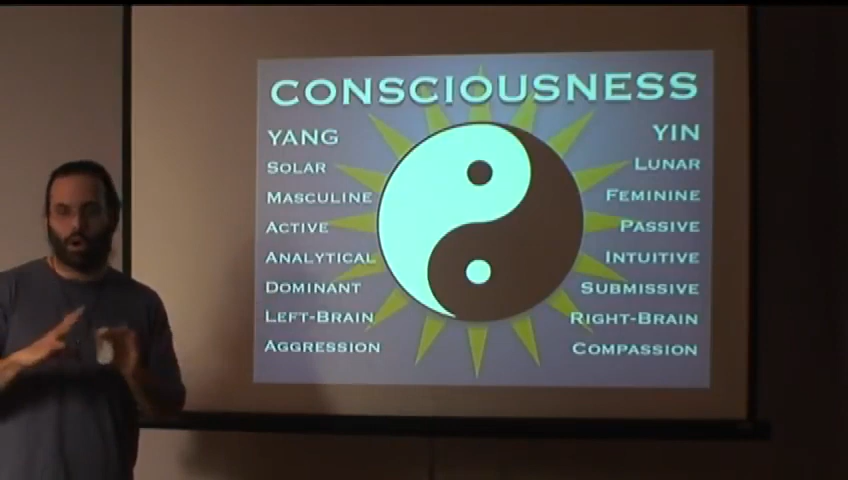 CONSCIOUSNESS
YANG
SOLAR
MASCULINE
ACTIVE
ANALYTICAL
DOMINANT
LEFT-BRAIN
AGGRESSION
YIN
LUNAR
FEMININE
PASSIVE
INTUITIVE
SUBMISSIVE
RIGHT-BRAIN
COMPASSION